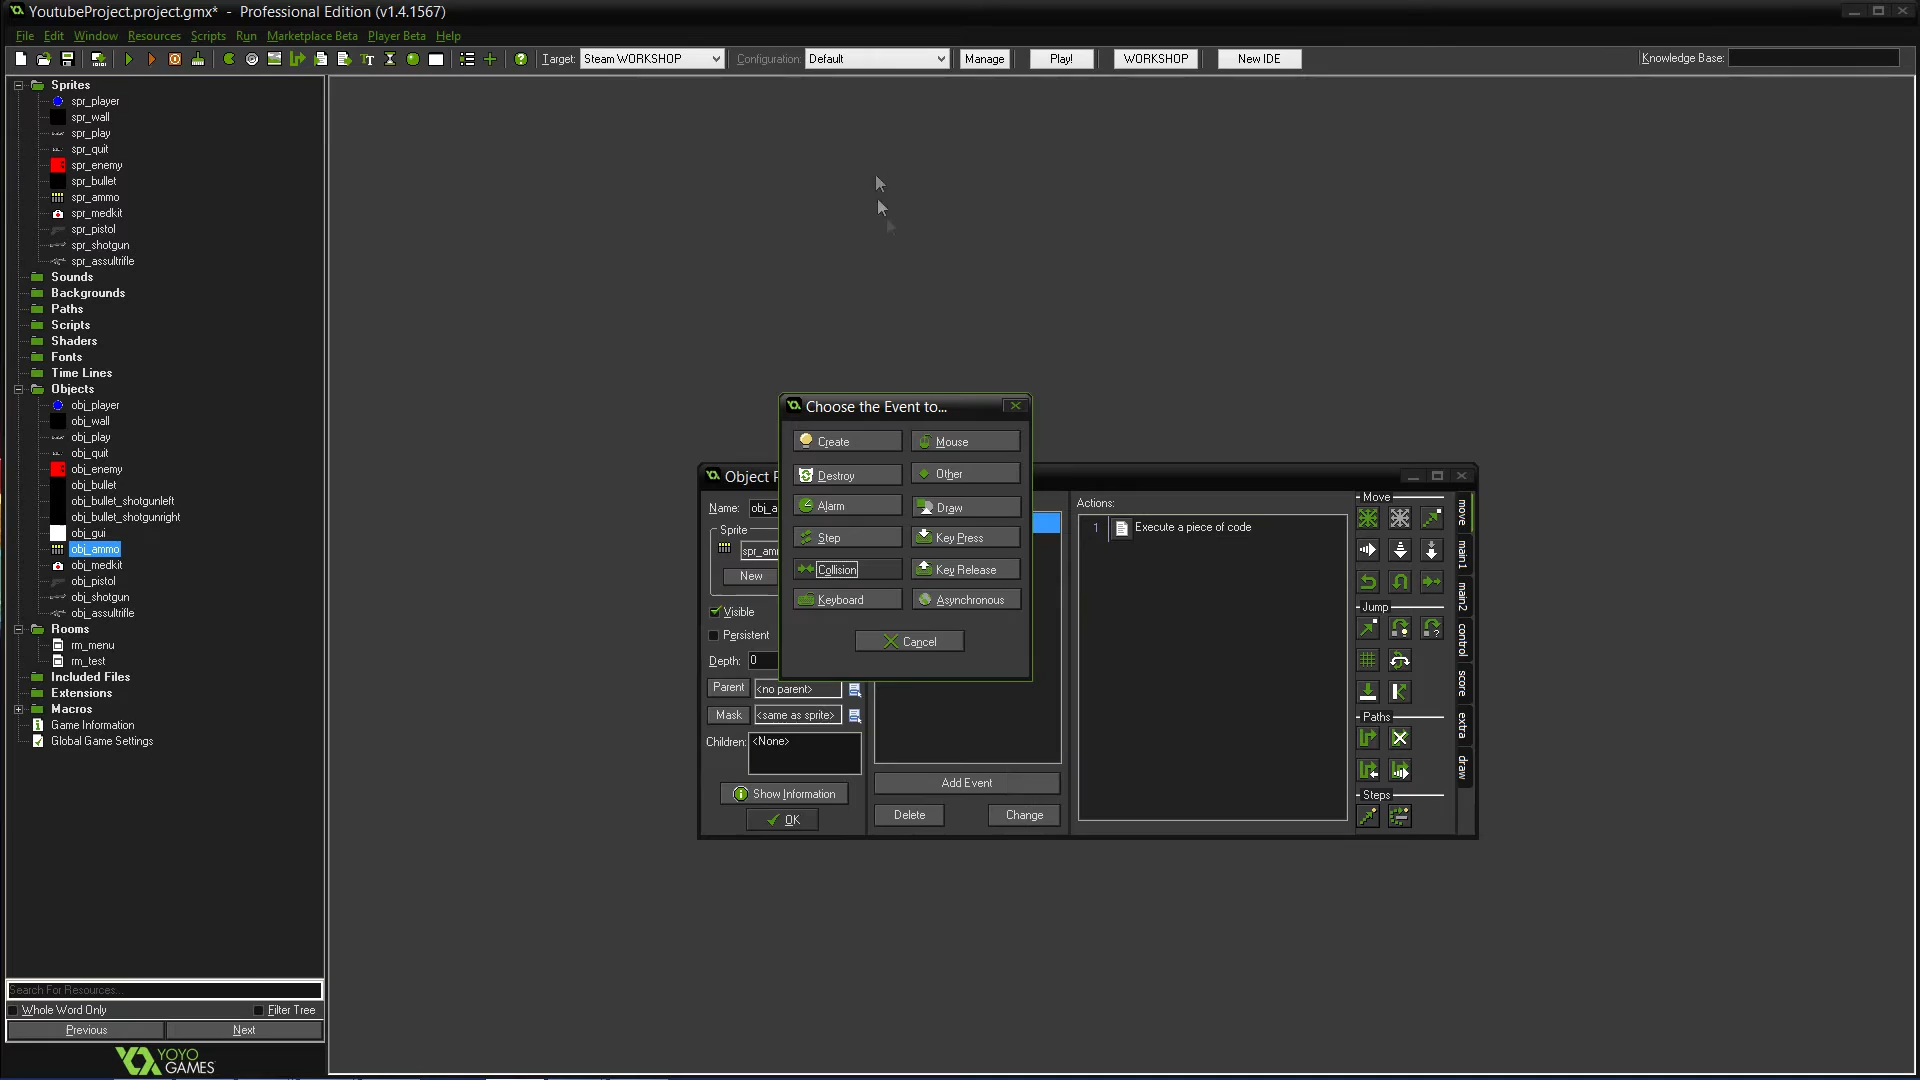 YoutubeProject.project.gmx* - Professional Edition (v1.4.1567)
File Edit Window Resources Scripts Run Marketplace Beta Player Beta Help
Target: Steam WORKSHOP Configuration: Default Manage Play! WORKSHOP New IDE Knowledge Base:
Sprites
spr_player
spr_wall
spr_play
spr_quit
spr_enemy
spr_bullet
spr_ammo
spr_medkit
spr_pistol
spr_shotgun
spr_assultrifle
Sounds
Backgrounds
Paths
Scripts
Shaders
Fonts
Time Lines
Objects
obj_player
obj_wall
obj_play
obj_quit
obj_enemy
obj_bullet
obj_bullet_shotgunleft
obj_bullet_shotgunright
obj_gui
obj_ammo
obj_medkit
obj_pistol
obj_shotgun
obj_assultrifle
Rooms
rm_menu
rm_test
Included Files
Extensions
Macros
Game Information
Global Game Settings
Search For Resources...
Whole Word Only Filter Tree
Previous Next
YOYO
GAMES
Choose the Event to...
Create Mouse
Destroy Other
Alarm Draw
Step Key Press
Collision Key Release
Keyboard Asynchronous
Cancel
Object P
Name: obj_a
Sprite
spr_amm
New
Visible
Persistent
Depth: 0
Parent <no parent>
Mask <same as sprite>
Children: <None>
Show Information
OK
Add Event
Delete Change
Actions:
1 Execute a piece of code
Move
Jump
Paths
Steps
move
main1
main2
control
score
extra
draw